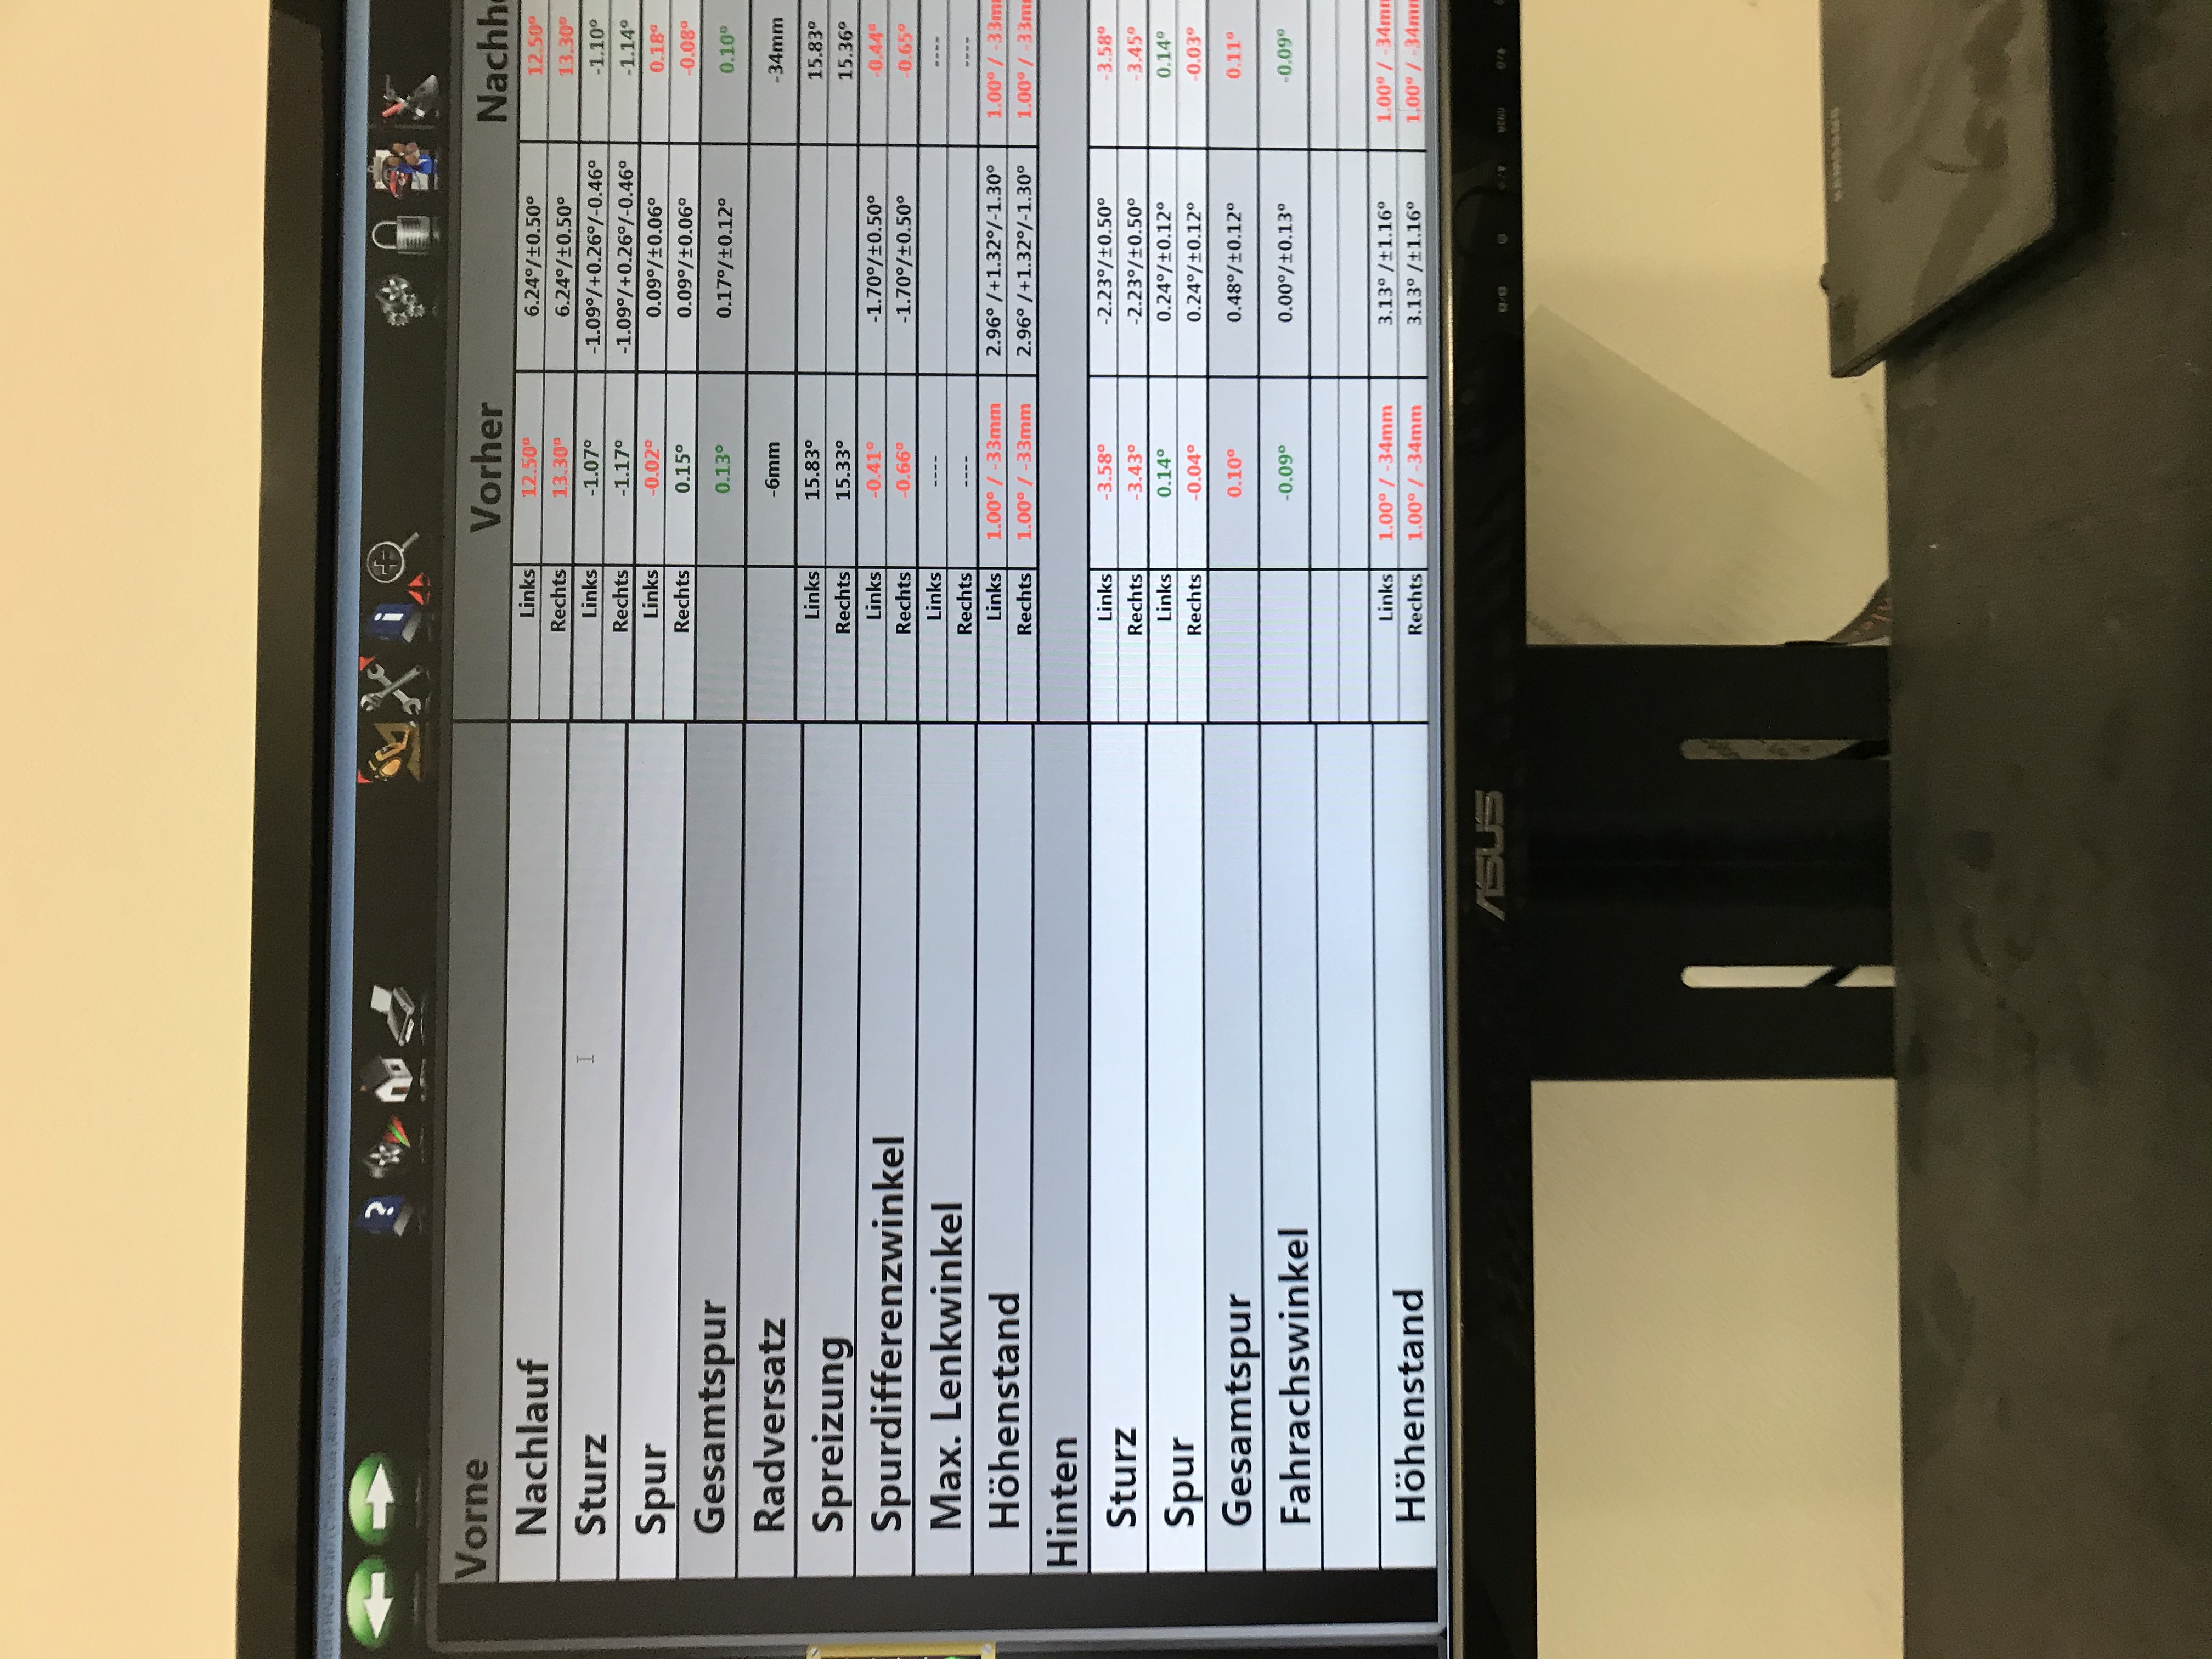 Vorne Vorher
Nachlauf Links 12.50° 6.24°/±0.50° 12.50°
Rechts 13.30° 6.24°/±0.50° 13.30°
Sturz Links -1.07° -1.09°/+0.26°/-0.46° -1.10°
Rechts -1.17° -1.09°/+0.26°/-0.46° -1.14°
Spur Links -0.02° 0.09°/±0.06° 0.18°
Rechts 0.15° 0.09°/±0.06° -0.08°
Gesamtspur 0.13° 0.17°/±0.12° 0.10°
Radversatz -6mm -34mm
Spreizung Links 15.83° 15.83°
Rechts 15.33° 15.36°
Spurdifferenzwinkel Links -0.41° -1.70°/±0.50° -0.44°
Rechts -0.66° -1.70°/±0.50° -0.65°
Max. Lenkwinkel Links ---- ----
Rechts ---- ----
Höhenstand Links 1.00° / -33mm 2.96° /+1.32°/-1.30° 1.00° / -33m
Rechts 1.00° / -33mm 2.96° /+1.32°/-1.30° 1.00° / -33m
Hinten
Sturz Links -3.58° -2.23°/±0.50° -3.58°
Rechts -3.43° -2.23°/±0.50° -3.45°
Spur Links 0.14° 0.24°/±0.12° 0.14°
Rechts -0.04° 0.24°/±0.12° -0.03°
Gesamtspur 0.10° 0.48°/±0.12° 0.11°
Fahrachswinkel -0.09° 0.00°/±0.13° -0.09°
Höhenstand Links 1.00° / -34mm 3.13° /±1.16° 1.00° / -34m
Rechts 1.00° / -34mm 3.13° /±1.16° 1.00° / -34m
ASUS
MENU
SAMSUNG